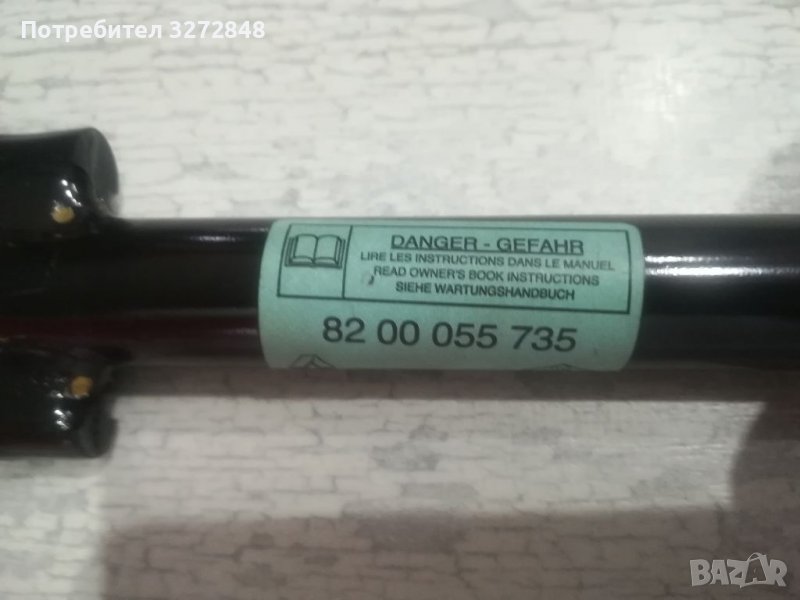 Потребител 3272848
DANGER - GEFAHR
LIRE LES INSTRUCTIONS DANS LE MANUEL
READ OWNER'S BOOK INSTRUCTIONS
SIEHE WARTUNGSHANDBUCH
82 00 055 735
BAZAR